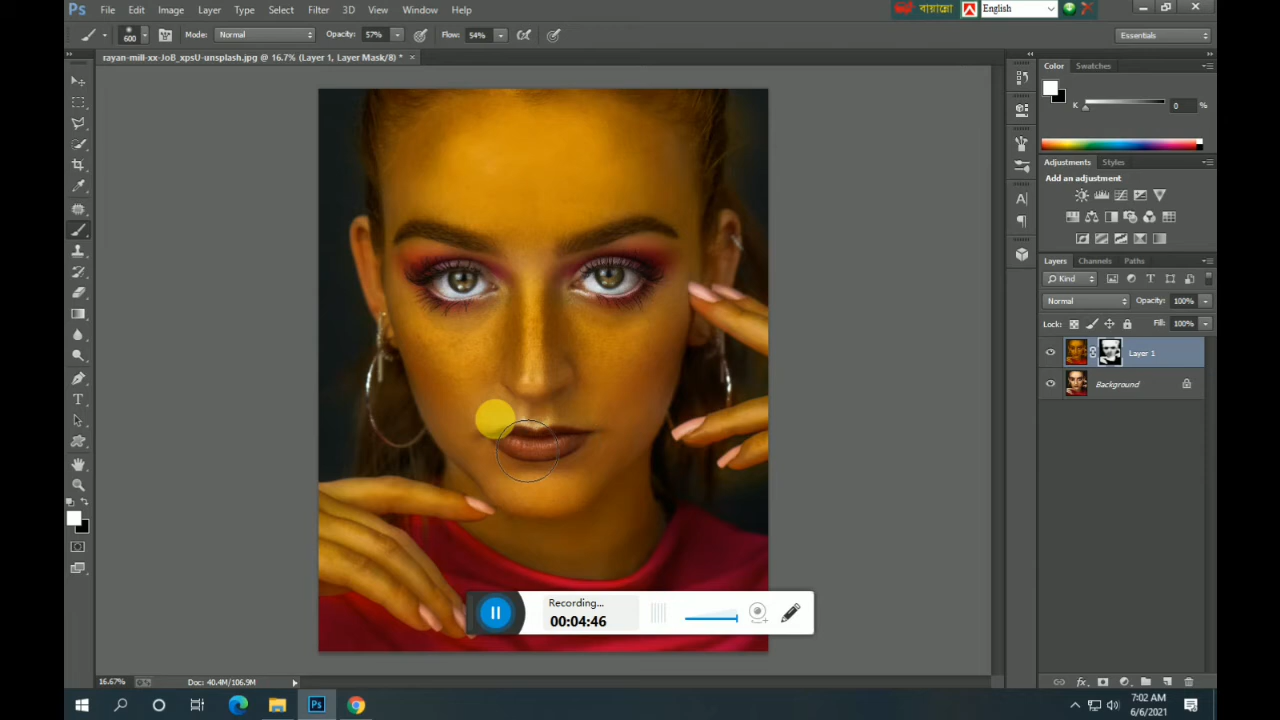 Ps File Edit Image Layer Type Select Filter 3D View Window Help
বায়ান্নো English
600 Mode: Normal Opacity: 57% Flow: 54% Essentials
rayan-mill-xx-JoB_xpsU-unsplash.jpg @ 16.7% (Layer 1, Layer Mask/8) * ×
Color Swatches
K 0 %
Adjustments Styles
Add an adjustment
Layers Channels Paths
Kind
Normal Opacity: 100%
Lock: Fill: 100%
Layer 1
Background
Recording...
00:04:46
16.67% Doc: 40.4M/106.9M
Ps 7:02 AM
6/6/2021